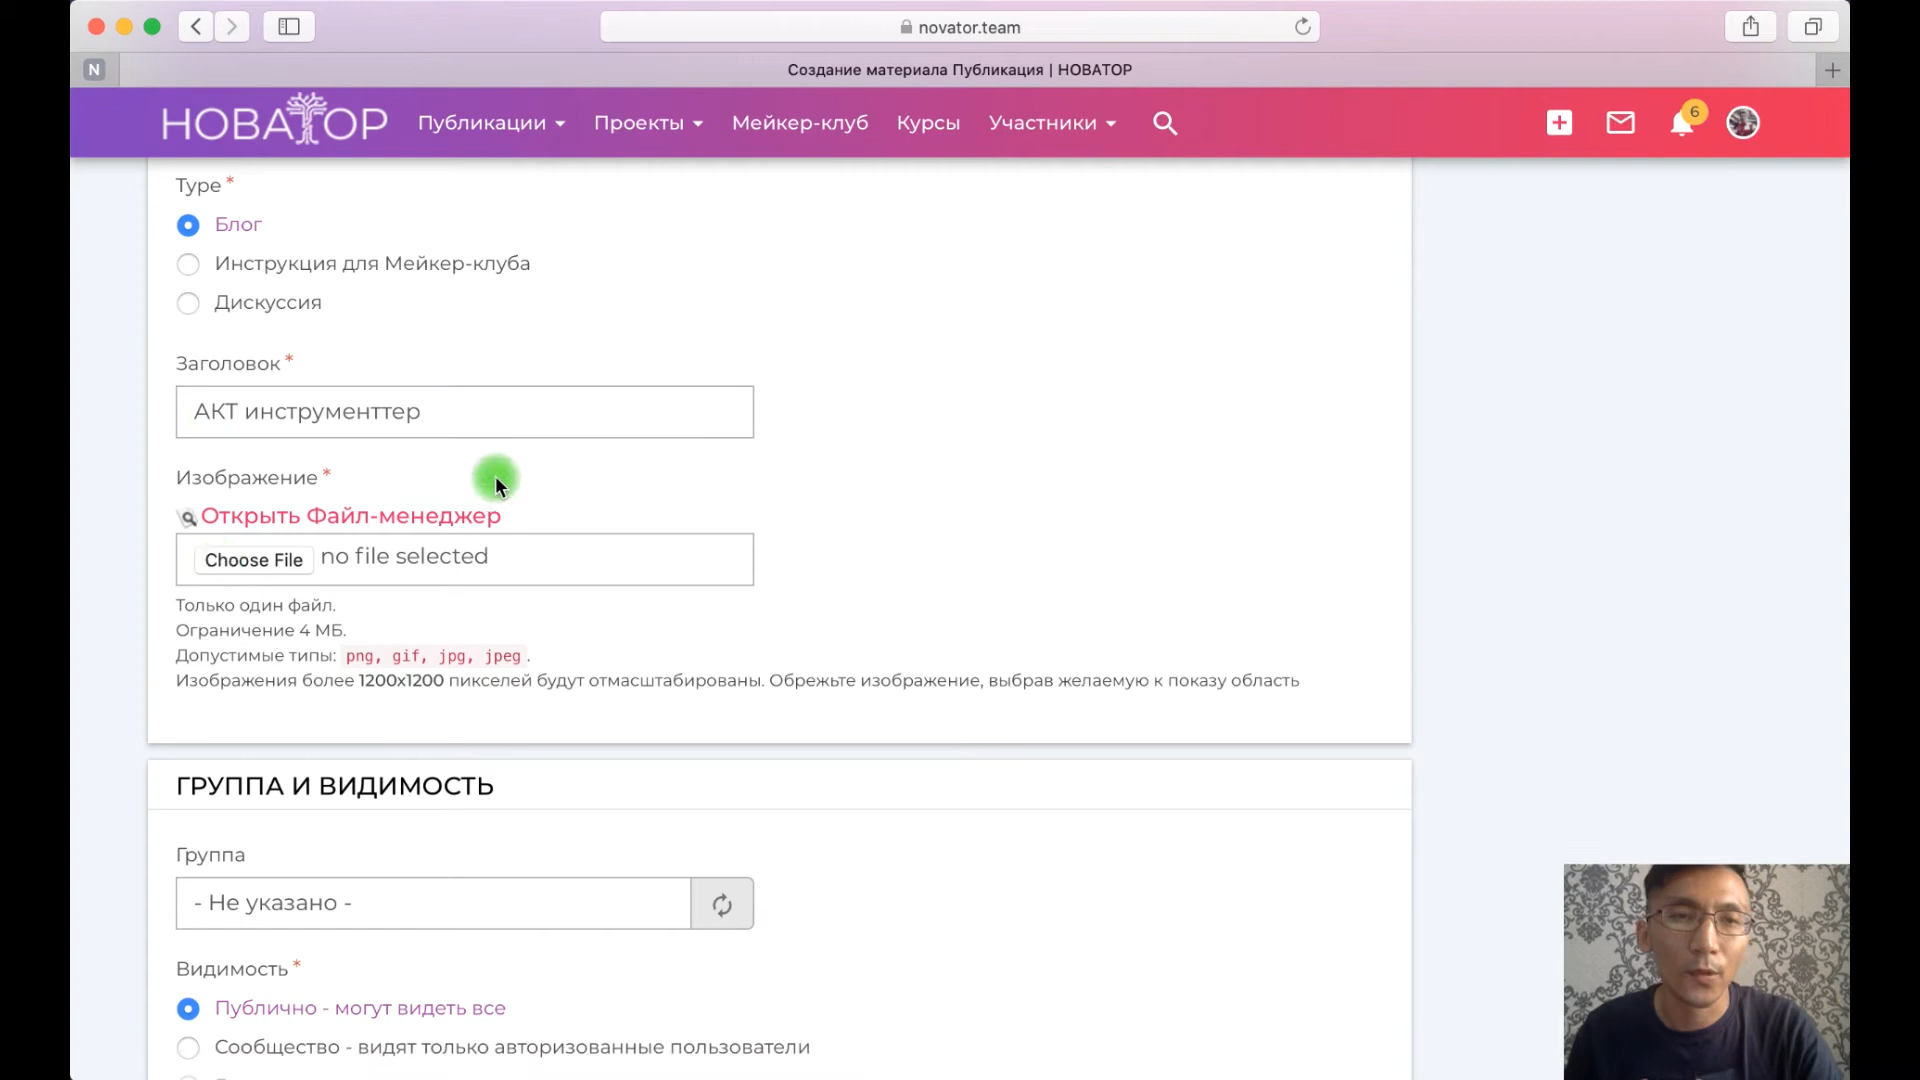 novator.team
N
Создание материала Публикация | НОВАТОР
НОВАТОР
Публикации
Проекты
Мейкер-клуб
Курсы
Участники
6
Type *
Блог
Инструкция для Мейкер-клуба
Дискуссия
Заголовок *
АКТ инструменттер
Изображение *
Открыть Файл-менеджер
Choose File no file selected
Только один файл.
Ограничение 4 МБ.
Допустимые типы: png, gif, jpg, jpeg.
Изображения более 1200x1200 пикселей будут отмасштабированы. Обрежьте изображение, выбрав желаемую к показу область
ГРУППА И ВИДИМОСТЬ
Группа
- Не указано -
Видимость *
Публично - могут видеть все
Сообщество - видят только авторизованные пользователи